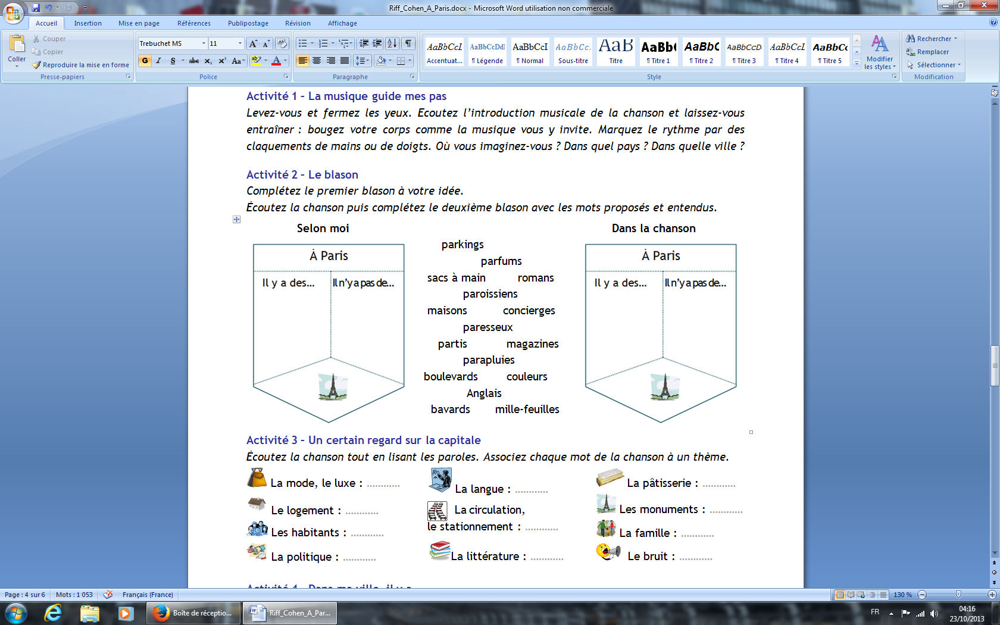 Riff_Cohen_A_Paris.docx - Microsoft Word utilisation non commerciale
Accueil Insertion Mise en page Références Publipostage Révision Affichage
Coller
Couper
Copier
Reproduire la mise en forme
Presse-papiers
Trebuchet MS 11
G I S abc x₂ x² Aa
Police
Paragraphe
AaBbCcL AaBbCcDdI AaBbCcI AaBbCc. AaB AaBb( AaBbC AaBbCcD AaBbCcL AaBbCc
Accentuat... ¶ Légende ¶ Normal Sous-titre Titre ¶ Titre 1 ¶ Titre 2 ¶ Titre 3 ¶ Titre 4 ¶ Titre 5
Style
Modifier
les styles
Rechercher
Remplacer
Sélectionner
Modification
Activité 1 – La musique guide mes pas
Levez-vous et fermez les yeux. Ecoutez l’introduction musicale de la chanson et laissez-vous
entraîner : bougez votre corps comme la musique vous y invite. Marquez le rythme par des
claquements de mains ou de doigts. Où vous imaginez-vous ? Dans quel pays ? Dans quelle ville ?
Activité 2 – Le blason
Complétez le premier blason à votre idée.
Écoutez la chanson puis complétez le deuxième blason avec les mots proposés et entendus.
Selon moi
À Paris
Il y a des... Il n’y a pas de...
parkings
parfums
sacs à main romans
paroissiens
maisons concierges
paresseux
partis magazines
parapluies
boulevards couleurs
Anglais
bavards mille-feuilles
Dans la chanson
À Paris
Il y a des... Il n’y a pas de...
Activité 3 – Un certain regard sur la capitale
Écoutez la chanson tout en lisant les paroles. Associez chaque mot de la chanson à un thème.
La mode, le luxe : ............
La langue : ............
La pâtisserie : ............
Le logement : ............
La circulation,
le stationnement : ............
Les monuments : ............
Les habitants : ............
La famille : ............
La politique : ............
La littérature : ............
Le bruit : ............
Activité 4 – Dans ma ville, il y a
Page : 4 sur 6 Mots : 1 053 Français (France) 130 %
Boîte de réceptio... Riff_Cohen_A_Par... FR 04:16
23/10/2013